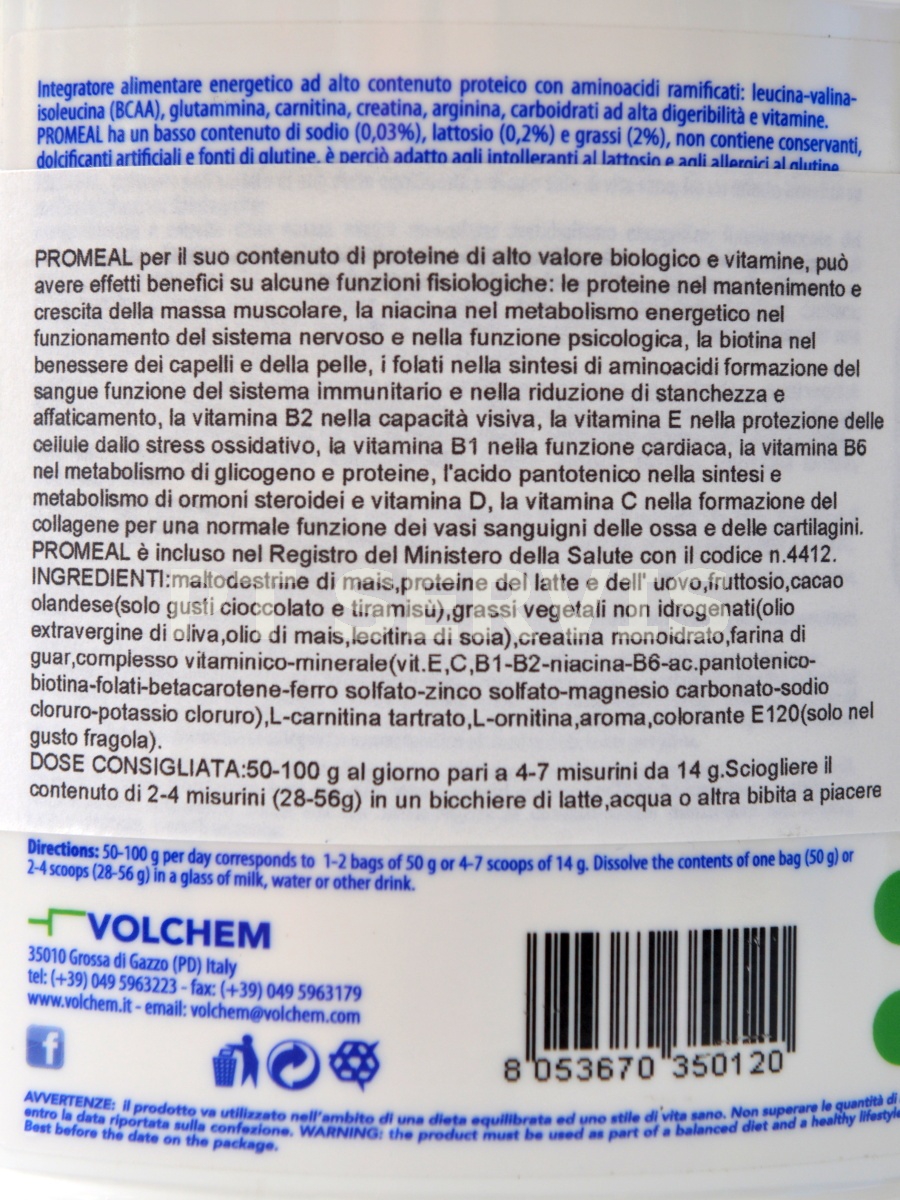 Integratore alimentare energetico ad alto contenuto proteico con aminoacidi ramificati: leucina-valina-
isoleucina (BCAA), glutammina, carnitina, creatina, arginina, carboidrati ad alta digeribilità e vitamine.
PROMEAL ha un basso contenuto di sodio (0,03%), lattosio (0,2%) e grassi (2%), non contiene conservanti,
dolcificanti artificiali e fonti di glutine, è perciò adatto agli intolleranti al lattosio e agli allergici al glutine
PROMEAL per il suo contenuto di proteine di alto valore biologico e vitamine, può
avere effetti benefici su alcune funzioni fisiologiche: le proteine nel mantenimento e
crescita della massa muscolare, la niacina nel metabolismo energetico nel
funzionamento del sistema nervoso e nella funzione psicologica, la biotina nel
benessere dei capelli e della pelle, i folati nella sintesi di aminoacidi formazione del
sangue funzione del sistema immunitario e nella riduzione di stanchezza e
affaticamento, la vitamina B2 nella capacità visiva, la vitamina E nella protezione delle
cellule dallo stress ossidativo, la vitamina B1 nella funzione cardiaca, la vitamina B6
nel metabolismo di glicogeno e proteine, l'acido pantotenico nella sintesi e
metabolismo di ormoni steroidei e vitamina D, la vitamina C nella formazione del
collagene per una normale funzione dei vasi sanguigni delle ossa e delle cartilagini.
PROMEAL è incluso nel Registro del Ministero della Salute con il codice n.4412.
INGREDIENTI:maltodestrine di mais,proteine del latte e dell' uovo,fruttosio,cacao
olandese(solo gusti cioccolato e tiramisù),grassi vegetali non idrogenati(olio
extravergine di oliva,olio di mais,lecitina di soia),creatina monoidrato,farina di
guar,complesso vitaminico-minerale(vit.E,C,B1-B2-niacina-B6-ac.pantotenico-
biotina-folati-betacarotene-ferro solfato-zinco solfato-magnesio carbonato-sodio
cloruro-potassio cloruro),L-carnitina tartrato,L-ornitina,aroma,colorante E120(solo nel
gusto fragola).
DOSE CONSIGLIATA:50-100 g al giorno pari a 4-7 misurini da 14 g.Sciogliere il
contenuto di 2-4 misurini (28-56g) in un bicchiere di latte,acqua o altra bibita a piacere
Directions: 50-100 g per day corresponds to 1-2 bags of 50 g or 4-7 scoops of 14 g. Dissolve the contents of one bag (50 g) or
2-4 scoops (28-56 g) in a glass of milk, water or other drink.
VOLCHEM
35010 Grossa di Gazzo (PD) Italy
tel: (+39) 049 5963223 - fax: (+39) 049 5963179
www.volchem.it - email: volchem@volchem.com
f
8 053670 350120
AVVERTENZE: il prodotto va utilizzato nell'ambito di una dieta equilibrata ed uno stile di vita sano. Non superare le quantità di
entro la data riportata sulla confezione. WARNING: the product must be used as part of a balanced diet and a healthy lifestyle
Best before the date on the package.